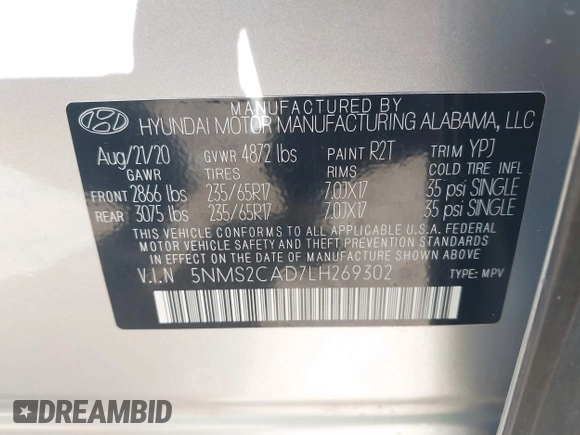 MANUFACTURED BY
HYUNDAI MOTOR MANUFACTURING ALABAMA, LLC
Aug/21/20 GVWR 4872 lbs PAINT R2T TRIM YPJ
GAWR TIRES RIMS COLD TIRE INFL
FRONT 2866 lbs 235/65R17 7.0JX17 35 psi SINGLE
REAR 3075 lbs 235/65R17 7.0JX17 35 psi SINGLE
THIS VEHICLE CONFORMS TO ALL APPLICABLE U.S.A. FEDERAL
MOTOR VEHICLE SAFETY AND THEFT PREVENTION STANDARDS
IN EFFECT ON THE DATE OF MANUFACTURE SHOWN ABOVE
V.I.N 5NMS2CAD7LH269302 TYPE: MPV
DREAMBID